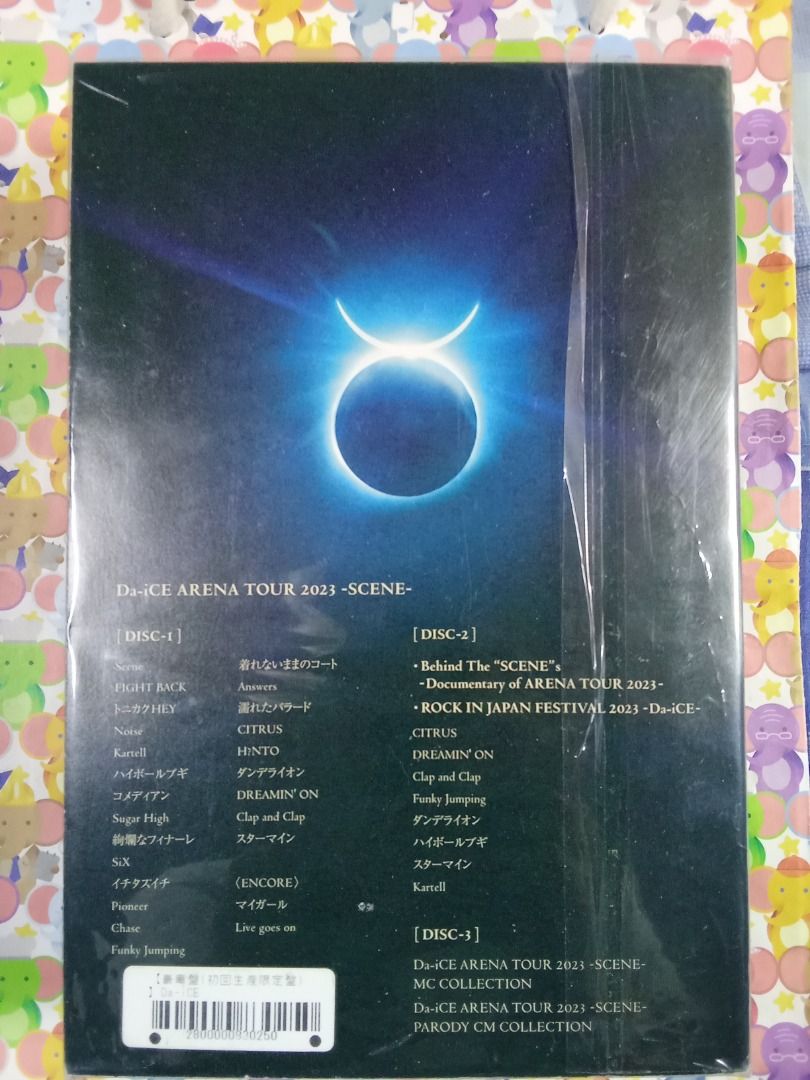 Da-iCE ARENA TOUR 2023 -SCENE-
[ DISC-1 ]
Scene
FIGHT BACK
トニカクHEY
Noise
Kartell
ハイボールブギ
コメディアン
Sugar High
絢爛なフィナーレ
SiX
イチタスイチ
Pioneer
Chase
Funky Jumping
着れないままのコート
Answers
濡れたバラード
CITRUS
H?NTO
ダンデライオン
DREAMIN' ON
Clap and Clap
スターマイン
〈ENCORE〉
マイガール
Live goes on
[ DISC-2 ]
・Behind The “SCENE”s
-Documentary of ARENA TOUR 2023-
・ROCK IN JAPAN FESTIVAL 2023 -Da-iCE-
CITRUS
DREAMIN' ON
Clap and Clap
Funky Jumping
ダンデライオン
ハイボールブギ
スターマイン
Kartell
[ DISC-3 ]
Da-iCE ARENA TOUR 2023 -SCENE-
MC COLLECTION
Da-iCE ARENA TOUR 2023 -SCENE-
PARODY CM COLLECTION
【豪華盤(初回生産限定盤)
】Da-iCE
2800000930250